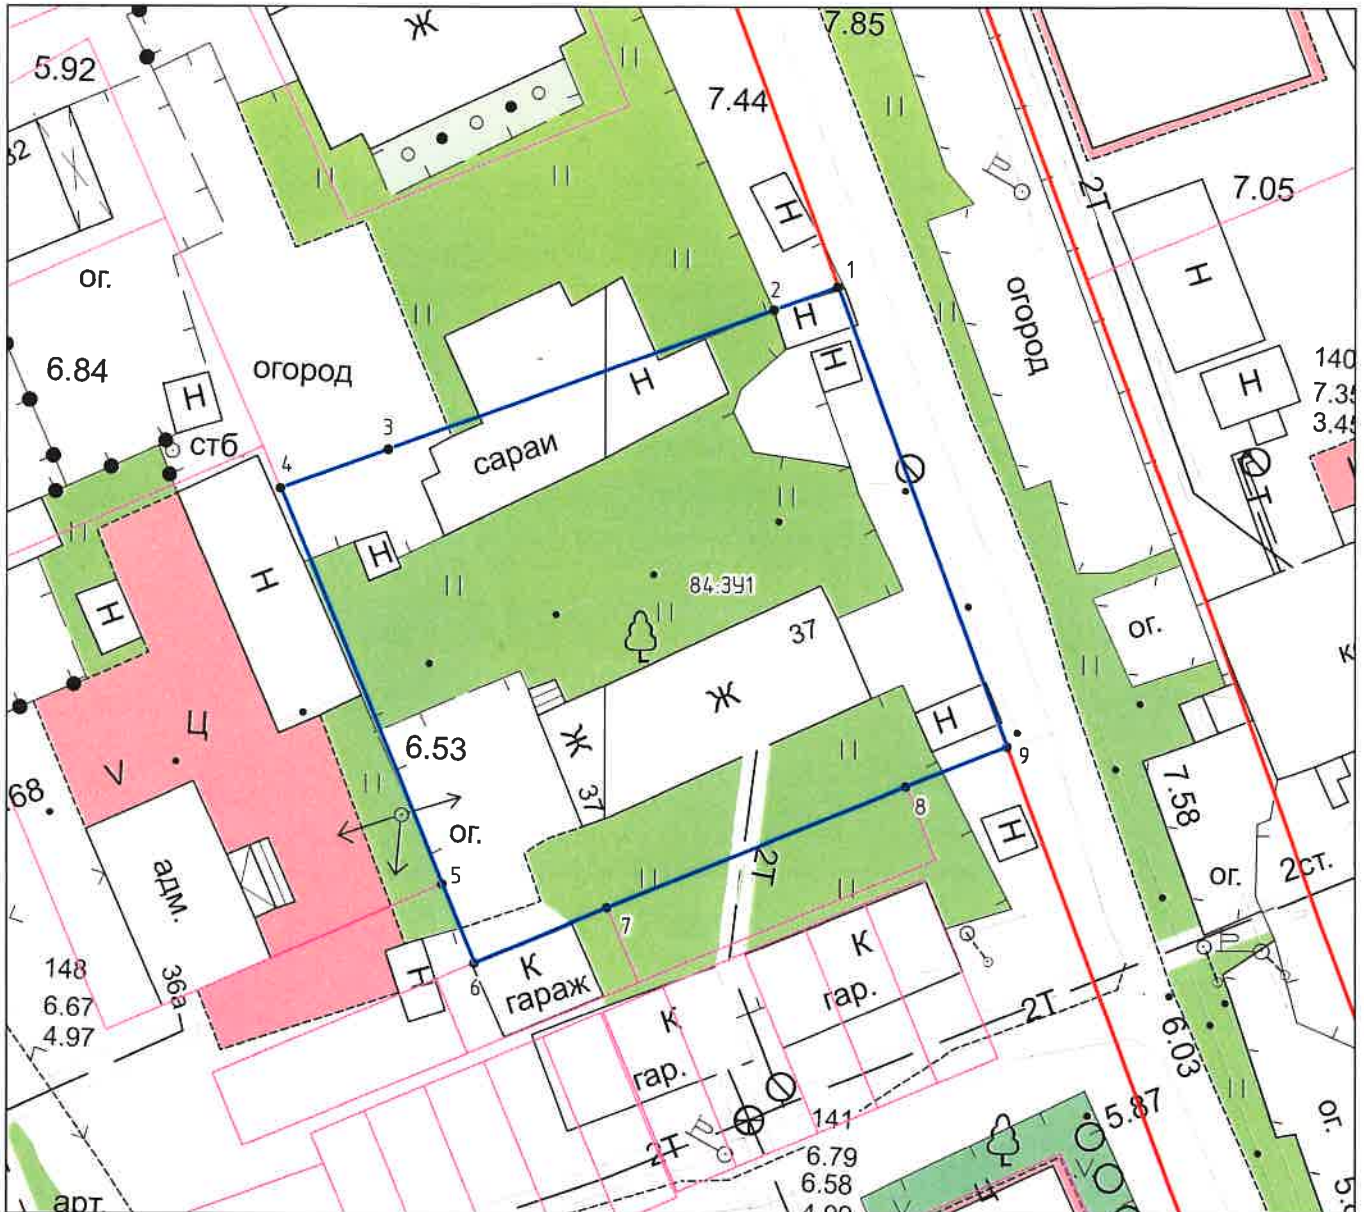 Ж
7.85
5.92
7.44
32
Н
2Т
7.05
ог.
1
2
Н
Н
огород
Н
6.84
огород
Н
Н
Н
Н
140
7.35
3.45
3
стб
сараи
4
Н
Н
Н
Т
84:ЗУ1
37
ог.
Ц
Ж
Ж
6.53
37
Н
9
V
.68
8
7.58
ог.
Н
5
адм.
2Т
ог.
2ст.
7
К
148
6.67
4.97
36а
Н
6
К
гараж
гар.
К
2Т
гар.
6.03
141
6.79
6.58
4.99
2Т
5.87
ог.
арт.